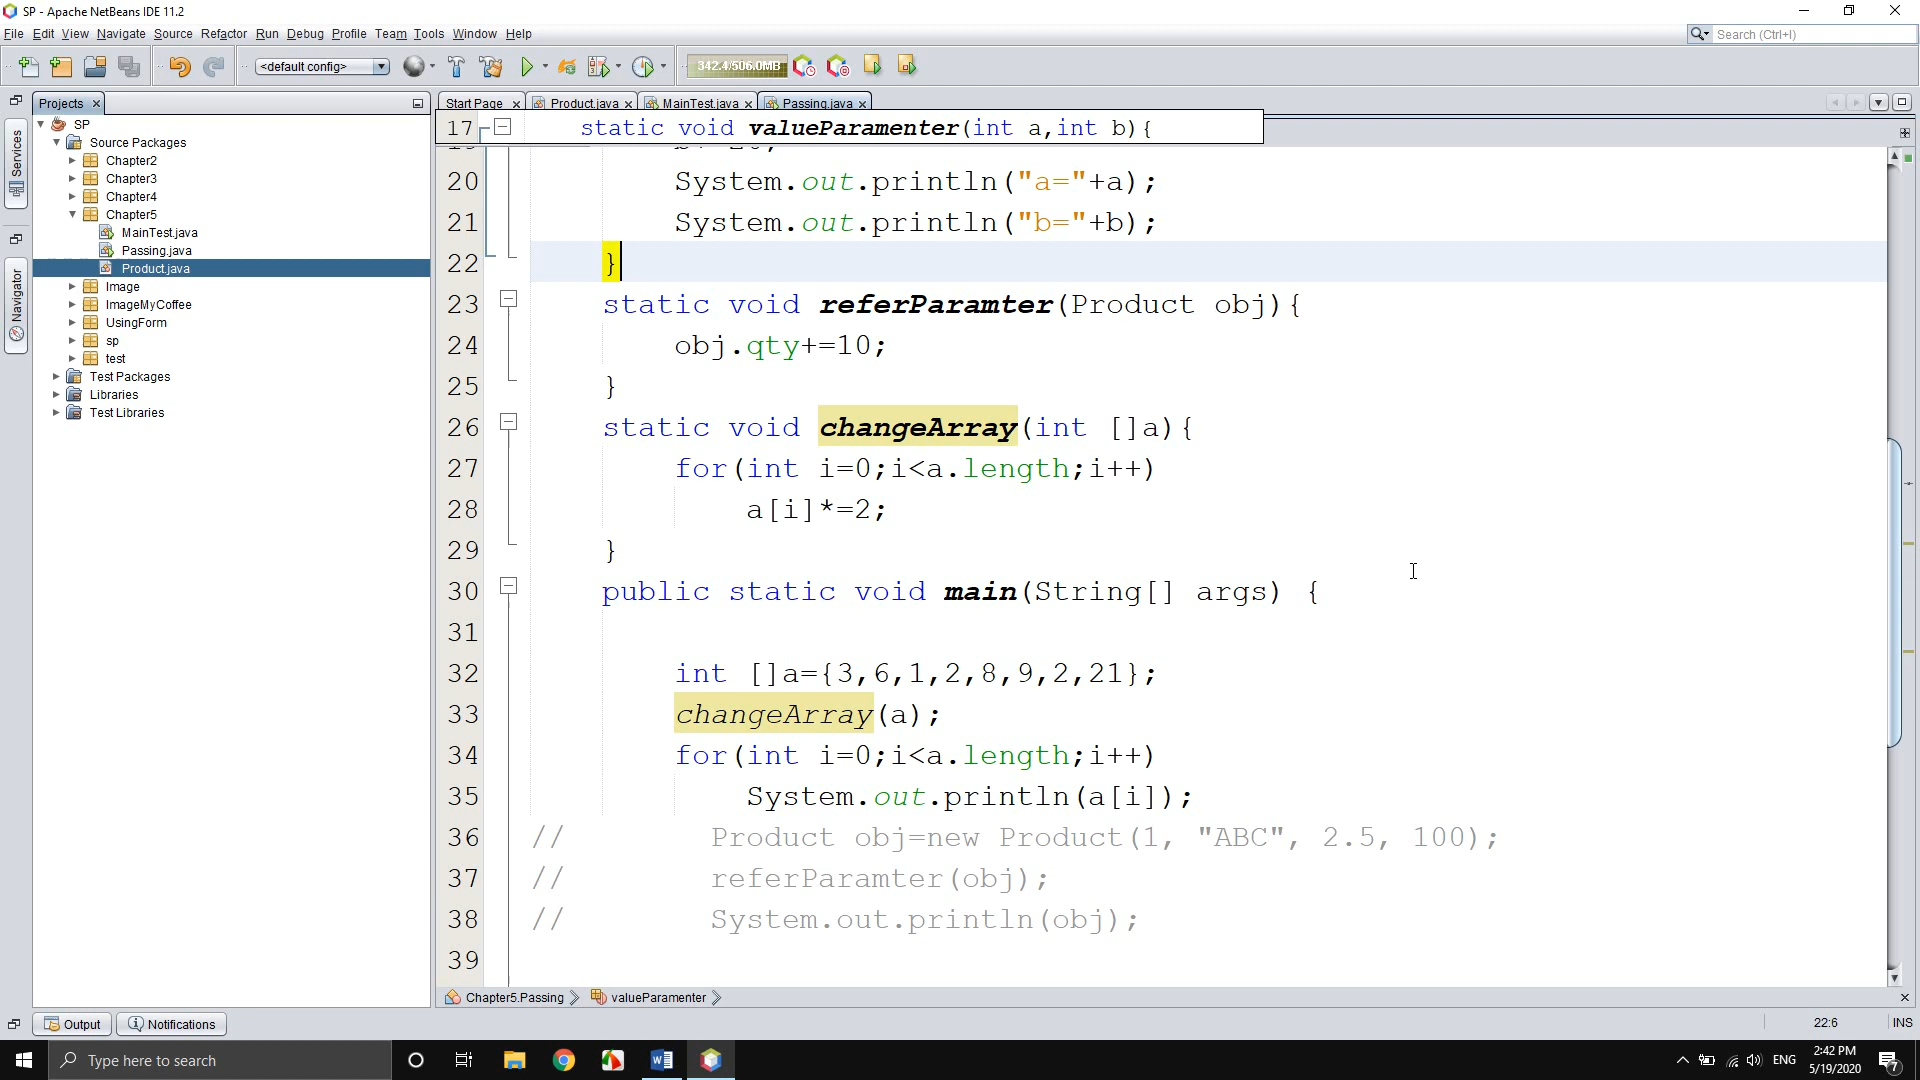 SP - Apache NetBeans IDE 11.2
File Edit View Navigate Source Refactor Run Debug Profile Team Tools Window Help
Search (Ctrl+I)
<default config>
342.4/506.0MB
Projects
Start Page
Product.java
MainTest.java
Passing.java
Services
Navigator
SP
Source Packages
Chapter2
Chapter3
Chapter4
Chapter5
MainTest.java
Passing.java
Product.java
Image
ImageMyCoffee
UsingForm
sp
test
Test Packages
Libraries
Test Libraries
17 static void valueParamenter(int a,int b){
20 System.out.println("a="+a);
21 System.out.println("b="+b);
22 }
23 static void referParamter(Product obj){
24 obj.qty+=10;
25 }
26 static void changeArray(int []a){
27 for(int i=0;i<a.length;i++)
28 a[i]*=2;
29 }
30 public static void main(String[] args) {
31
32 int []a={3,6,1,2,8,9,2,21};
33 changeArray(a);
34 for(int i=0;i<a.length;i++)
35 System.out.println(a[i]);
36 // Product obj=new Product(1, "ABC", 2.5, 100);
37 // referParamter(obj);
38 // System.out.println(obj);
39
Chapter5.Passing
valueParamenter
Output
Notifications
22:6
INS
Type here to search
ENG
2:42 PM
5/19/2020
7